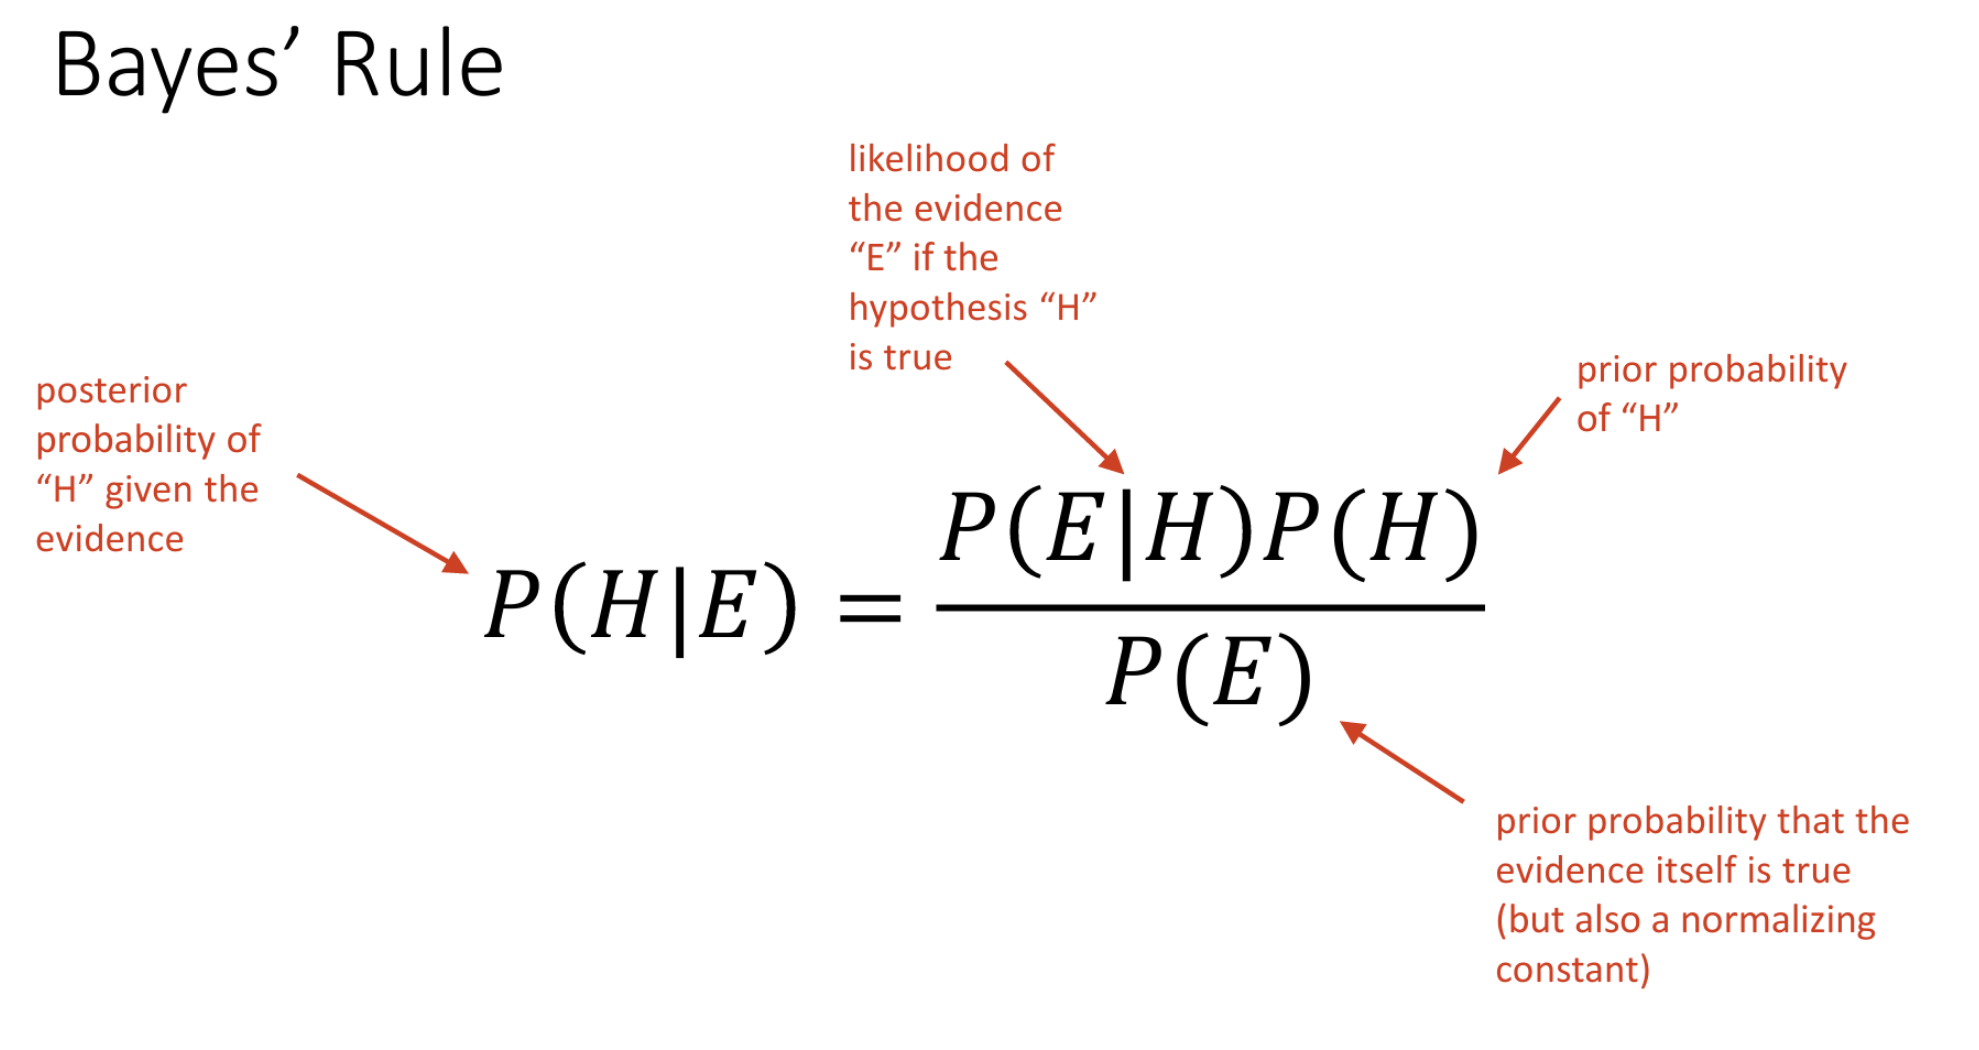 Bayes’ Rule
likelihood of
the evidence
“E” if the
hypothesis “H”
is true
prior probability
of “H”
posterior
probability of
“H” given the
evidence
P(H|E) = P(E|H)P(H)
P(E)
prior probability that the
evidence itself is true
(but also a normalizing
constant)